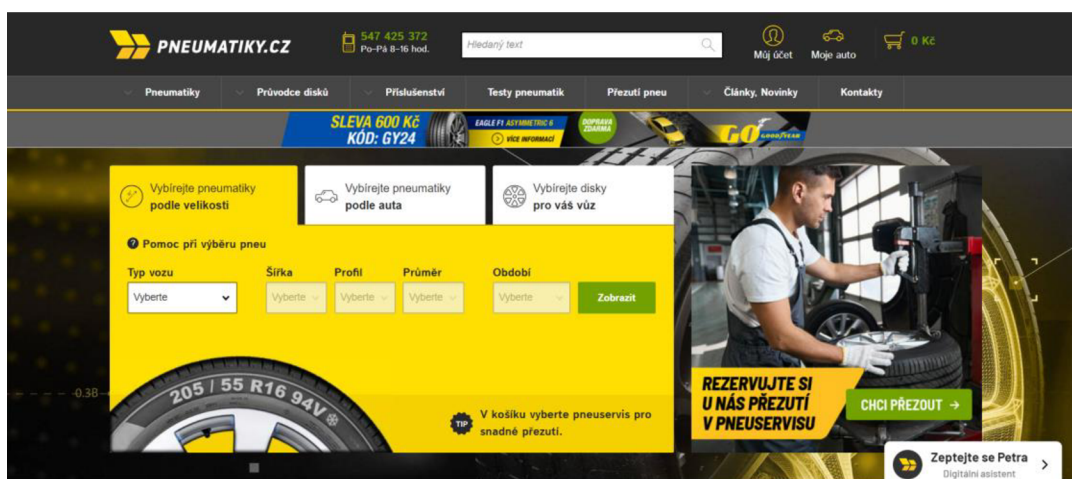 PNEUMATIKY.CZ
547 425 372
Po–Pá 8–16 hod.
Hledaný text
Můj účet
Moje auto
0 Kč
Pneumatiky
Průvodce disků
Příslušenství
Testy pneumatik
Přezutí pneu
Články, Novinky
Kontakty
SLEVA 600 Kč
KÓD: GY24
EAGLE F1 ASYMMETRIC 6
VÍCE INFORMACÍ
DOPRAVA
ZDARMA
GO
GOODYEAR
Vybírejte pneumatiky
podle velikosti
Vybírejte pneumatiky
podle auta
Vybírejte disky
pro váš vůz
? Pomoc při výběru pneu
Typ vozu
Šířka
Profil
Průměr
Období
Vyberte
Vyberte
Vyberte
Vyberte
Vyberte
Zobrazit
0.38
205 / 55 R16 94V
TIP
V košíku vyberte pneuservis pro
snadné přezutí.
REZERVUJTE SI
U NÁS PŘEZUTÍ
V PNEUSERVISU
CHCI PŘEZOUT →
Zeptejte se Petra
Digitální asistent